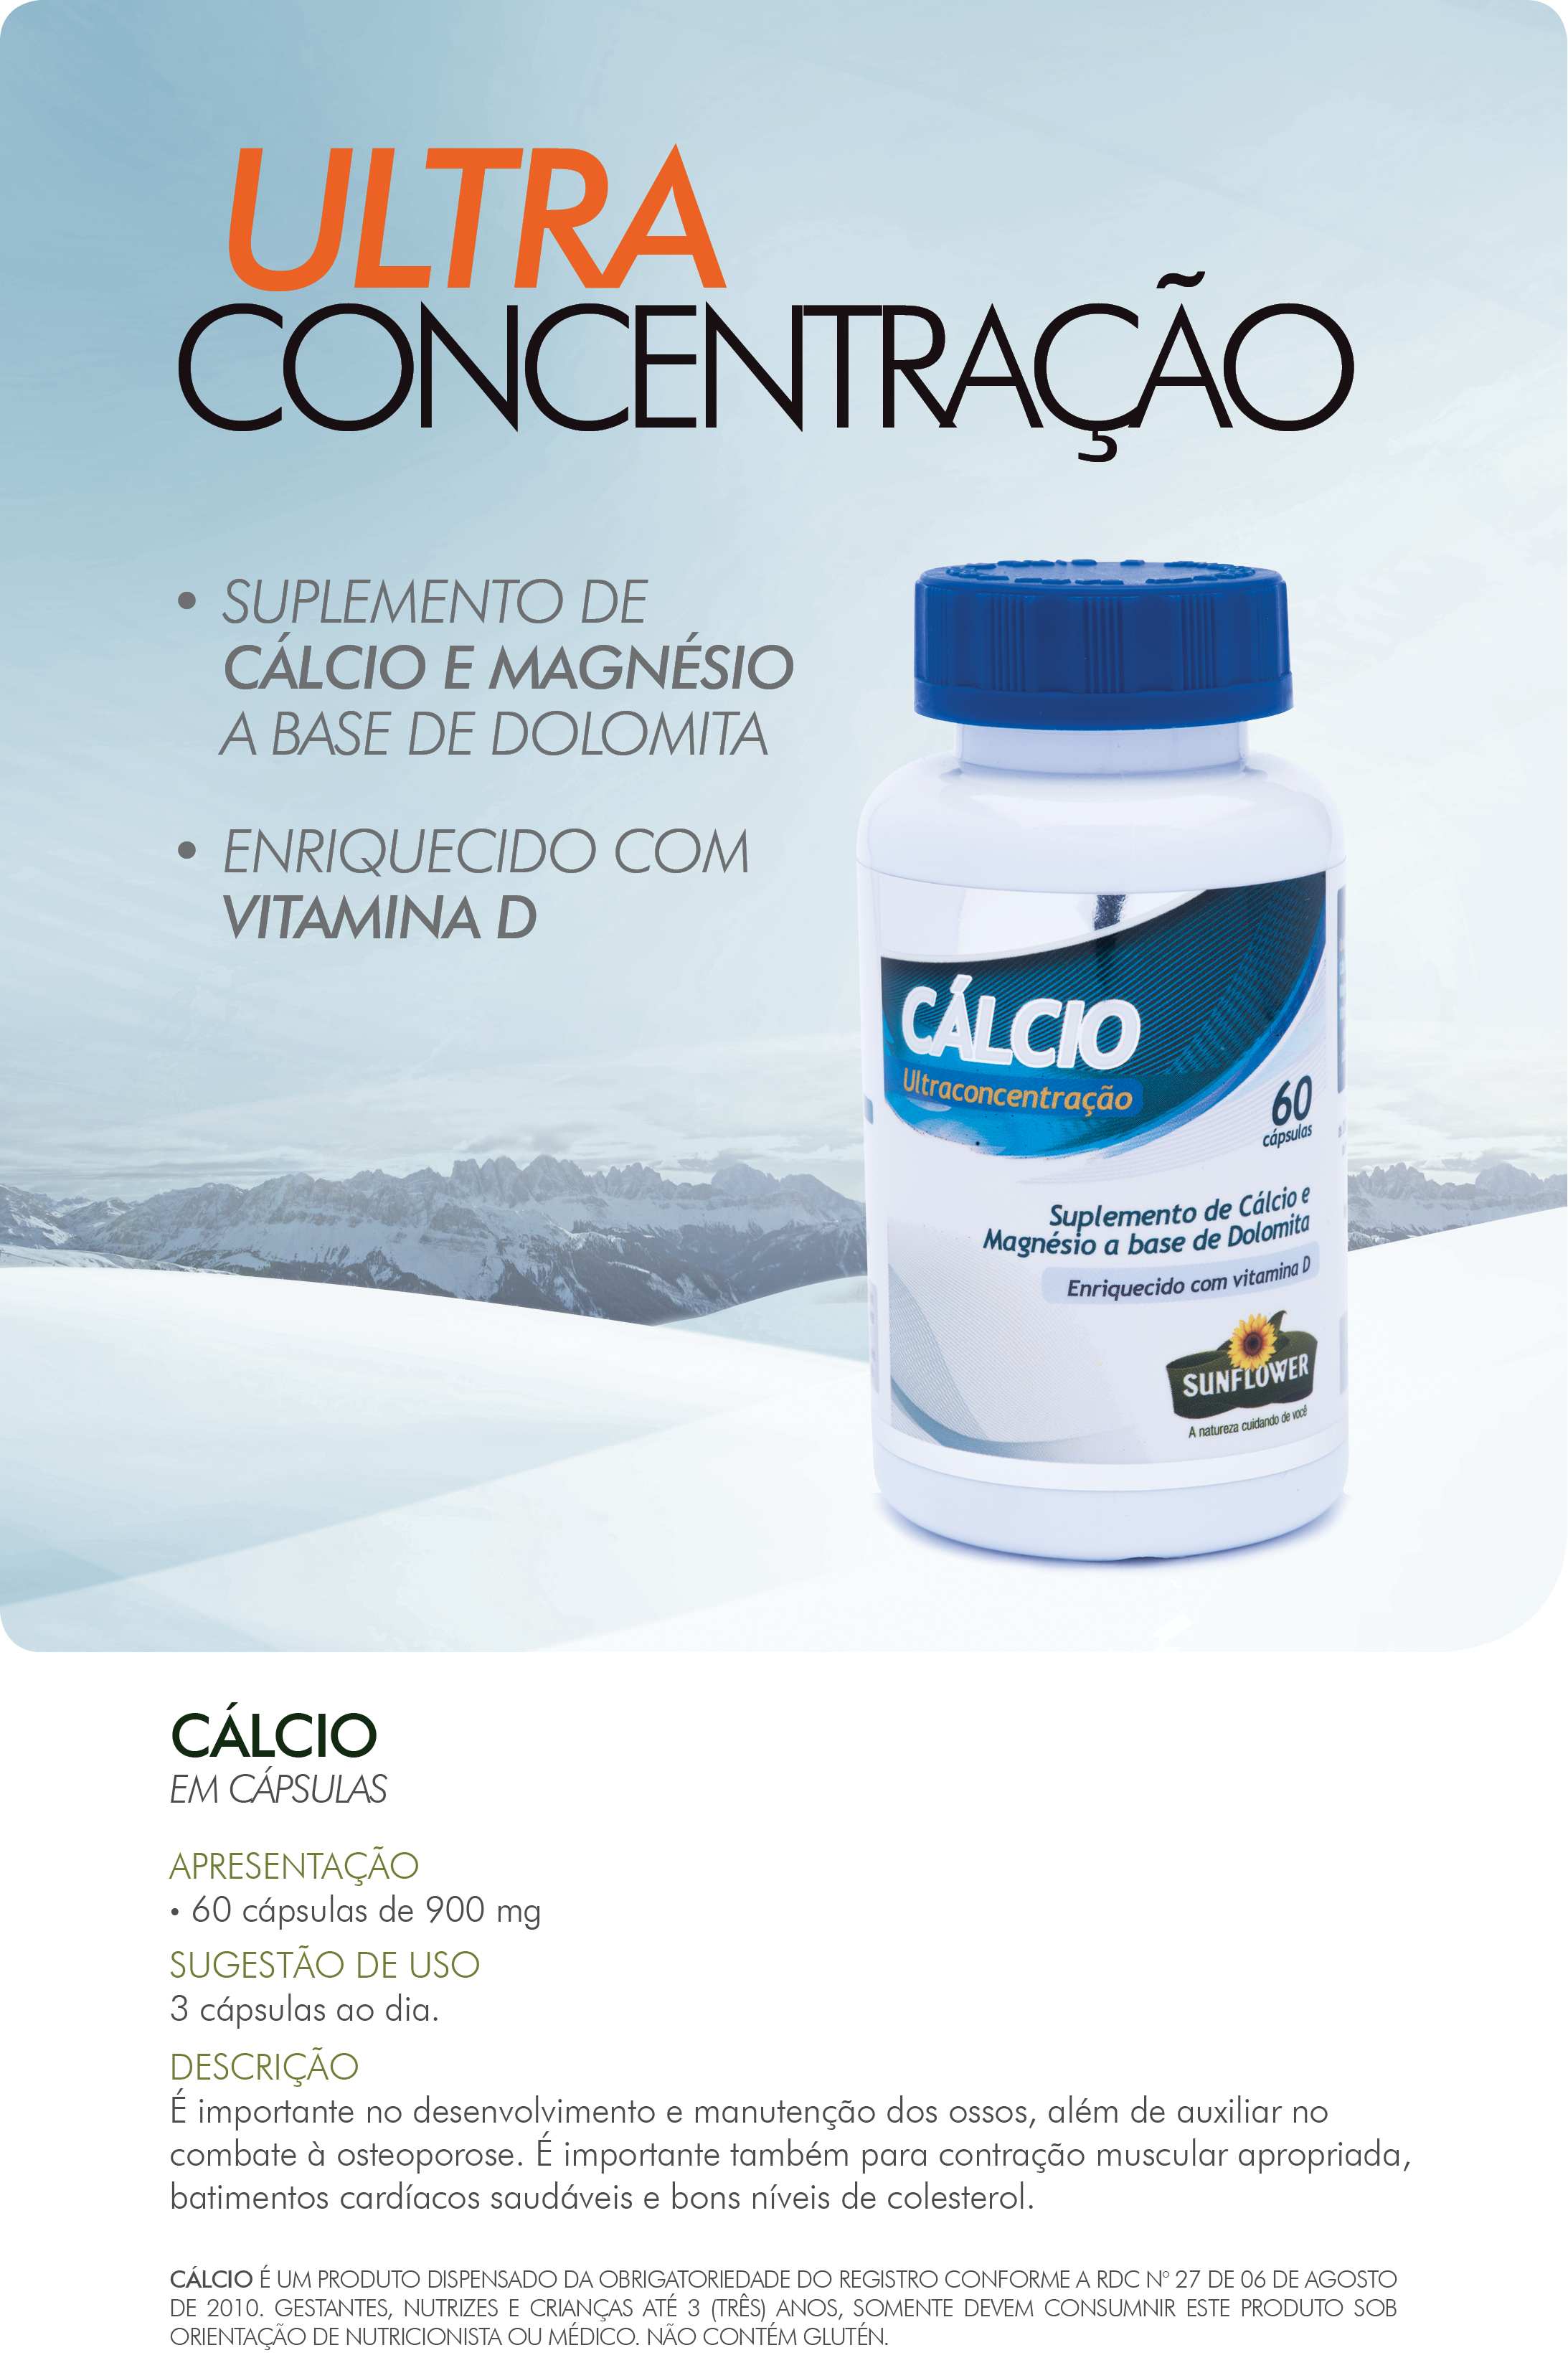 ULTRA
CONCENTRAÇÃO
• SUPLEMENTO DE
CÁLCIO E MAGNÉSIO
A BASE DE DOLOMITA
• ENRIQUECIDO COM
VITAMINA D
CÁLCIO
Ultraconcentração
60
cápsulas
Suplemento de Cálcio e
Magnésio a base de Dolomita
Enriquecido com vitamina D
SUNFLOWER
A natureza cuidando de você
CÁLCIO
EM CÁPSULAS
APRESENTAÇÃO
• 60 cápsulas de 900 mg
SUGESTÃO DE USO
3 cápsulas ao dia.
DESCRIÇÃO
É importante no desenvolvimento e manutenção dos ossos, além de auxiliar no
combate à osteoporose. É importante também para contração muscular apropriada,
batimentos cardíacos saudáveis e bons níveis de colesterol.
CÁLCIO É UM PRODUTO DISPENSADO DA OBRIGATORIEDADE DO REGISTRO CONFORME A RDC Nº 27 DE 06 DE AGOSTO
DE 2010. GESTANTES, NUTRIZES E CRIANÇAS ATÉ 3 (TRÊS) ANOS, SOMENTE DEVEM CONSUMNIR ESTE PRODUTO SOB
ORIENTAÇÃO DE NUTRICIONISTA OU MÉDICO. NÃO CONTÉM GLUTÉN.